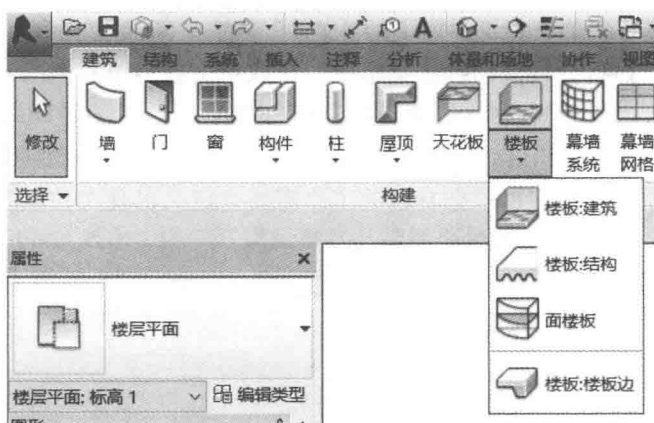 建筑 结构 系统 插入 注释 分析 体量和场地 协作 视图
修改 墙 门 窗 构件 柱 屋顶 天花板 楼板 幕墙 幕墙
系统 网格
选择 构建
楼板:建筑
属性
楼板:结构
楼层平面
面楼板
楼层平面: 标高 1 编辑类型
楼板:楼板边